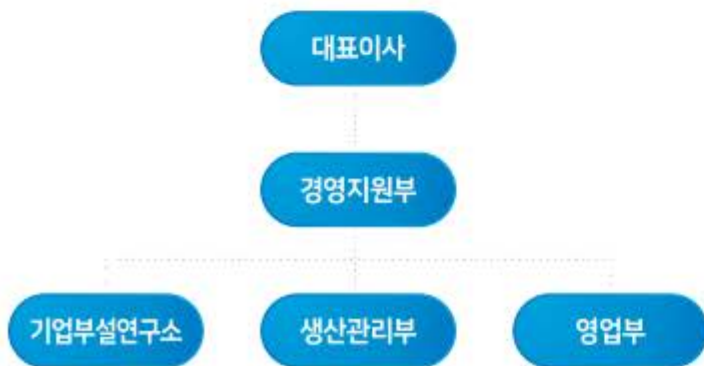 대표이사
경영지원부
기업부설연구소
생산관리부
영업부